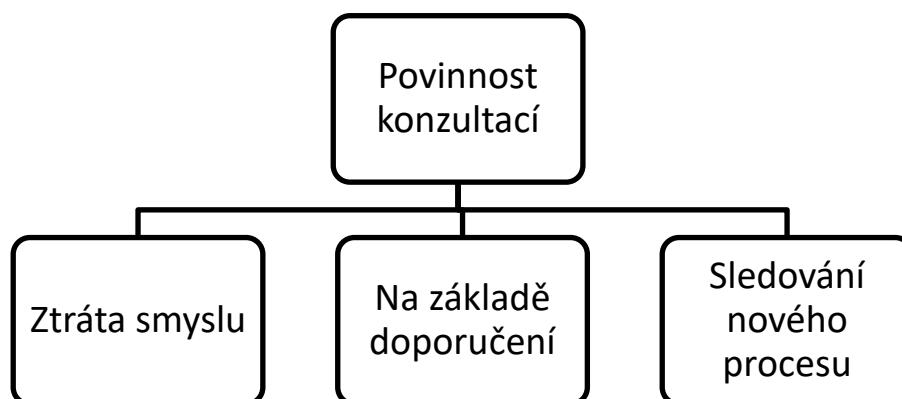 Povinnost
konzultací
Ztráta smyslu
Na základě
doporučení
Sledování
nového
procesu